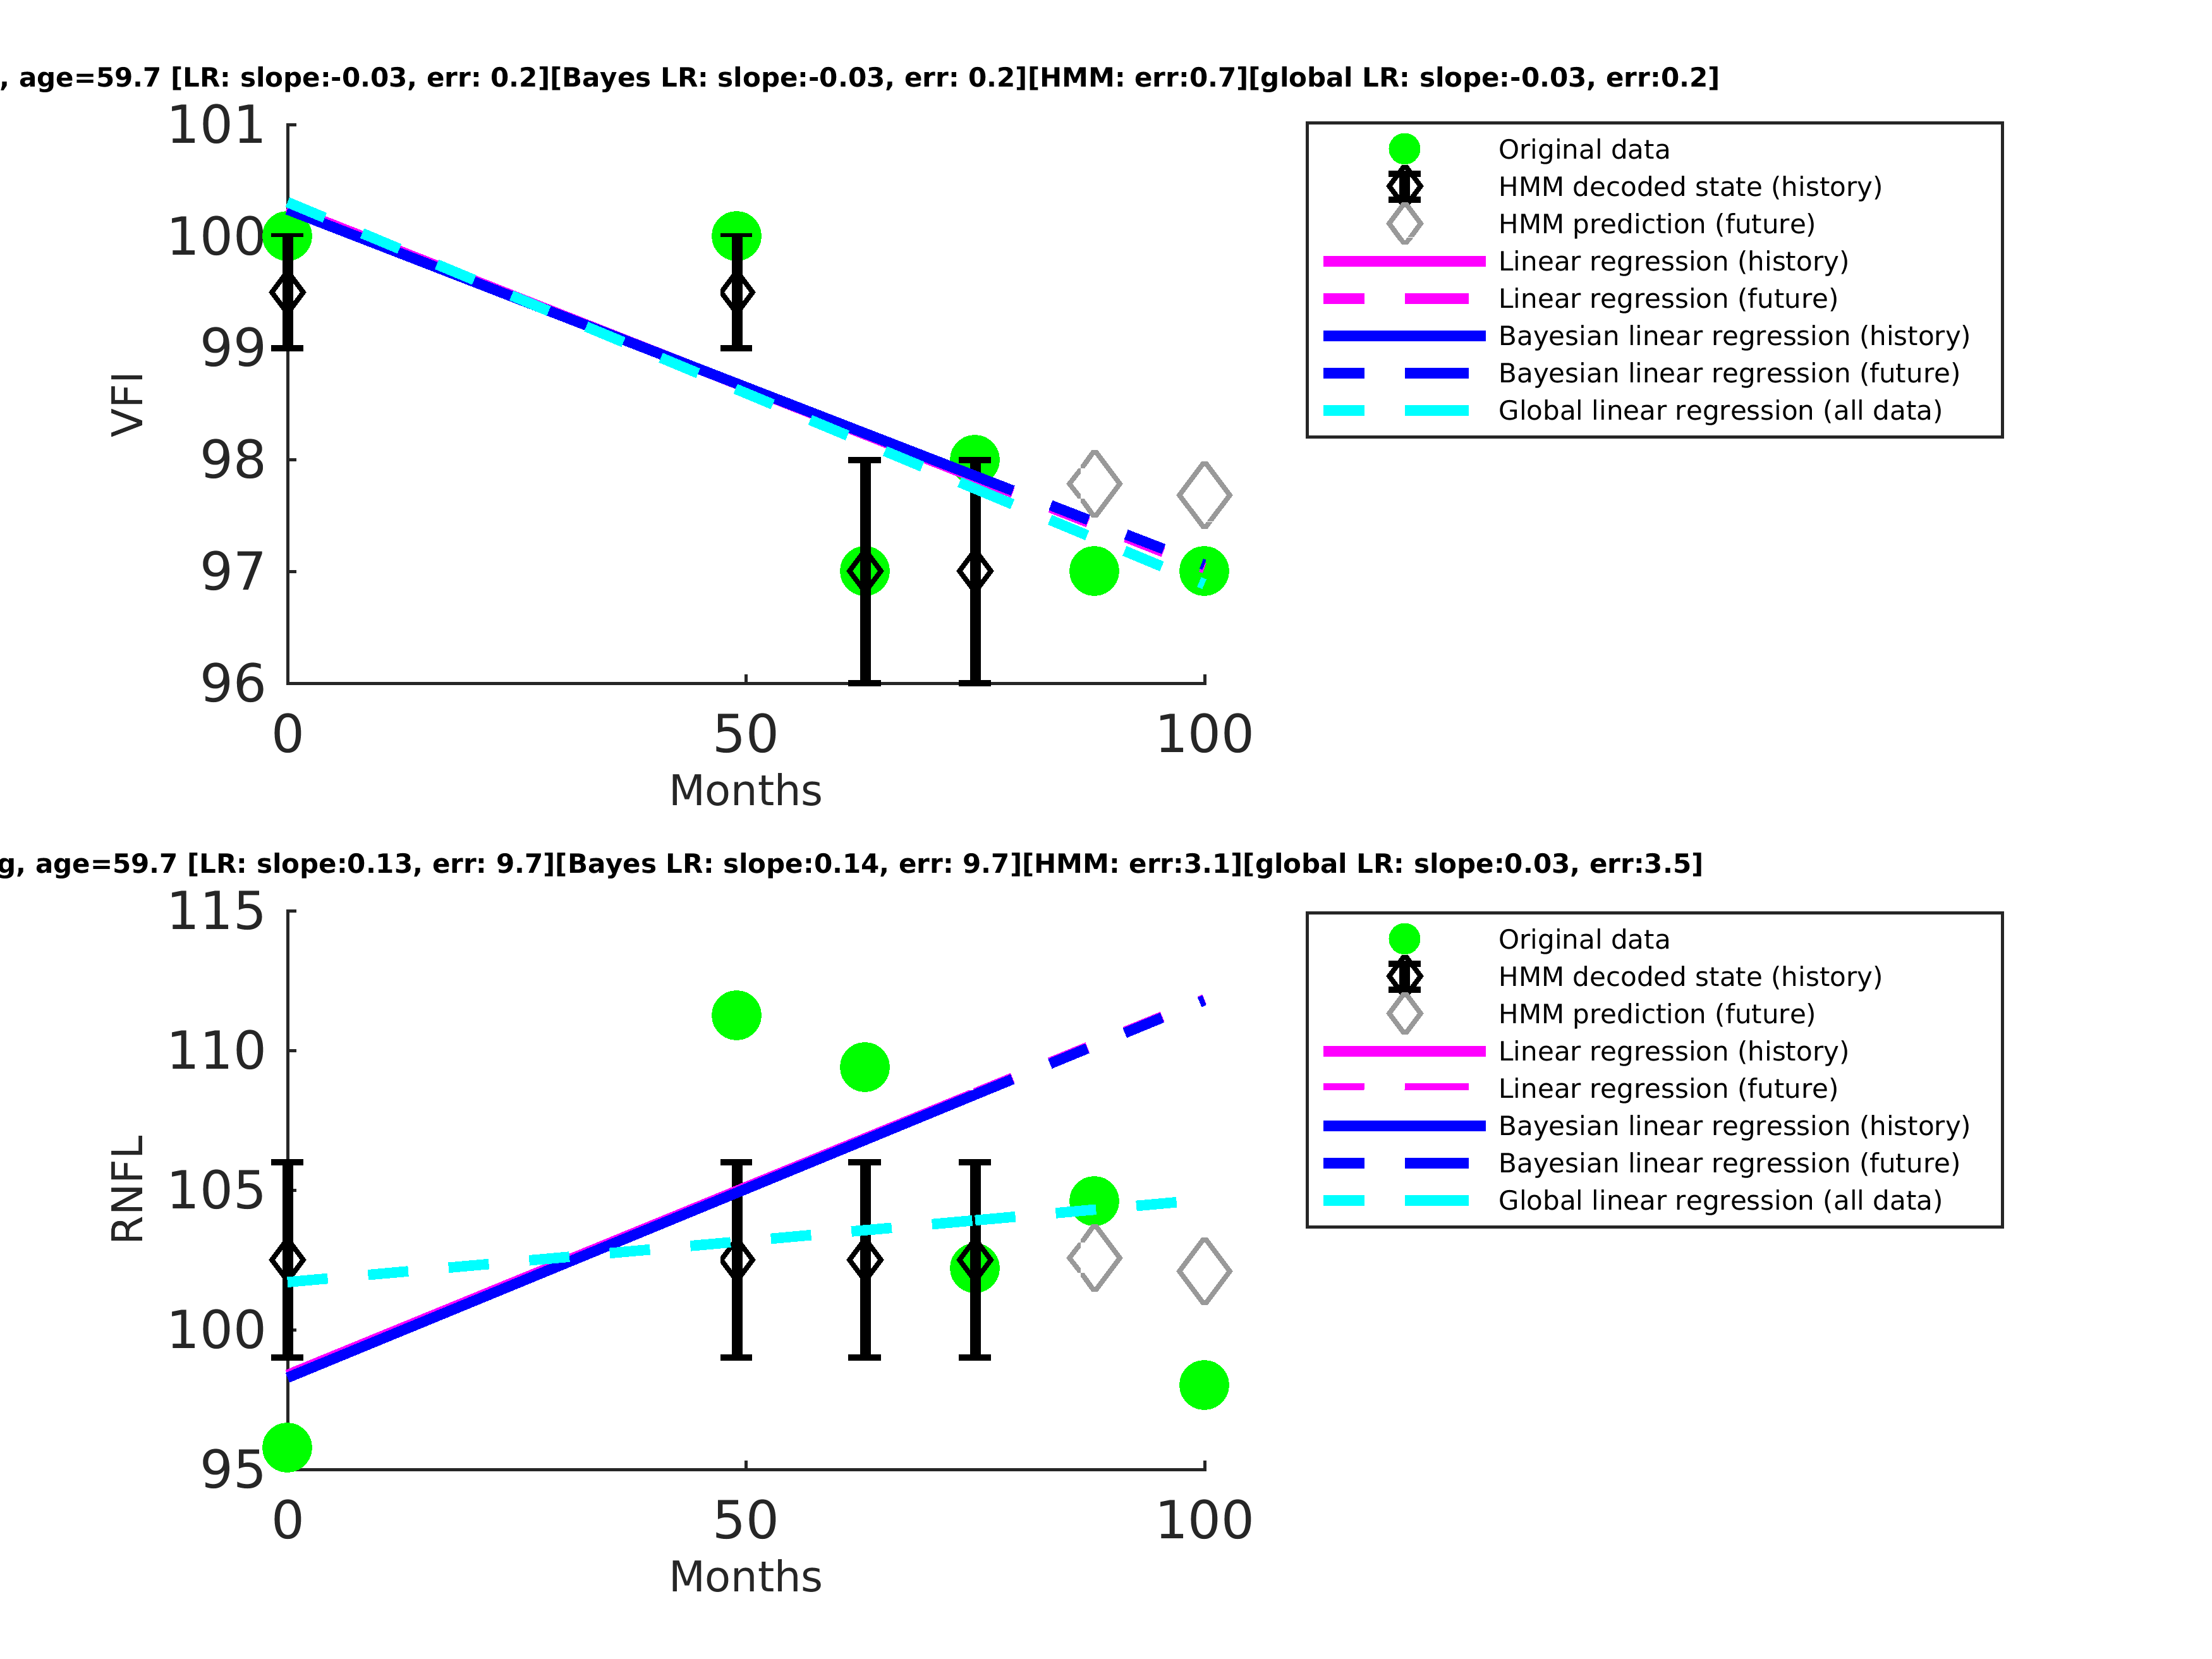 , age=59.7 [LR: slope:-0.03, err: 0.2][Bayes LR: slope:-0.03, err: 0.2][HMM: err:0.7][global LR: slope:-0.03, err:0.2]
101
100
99
98
97
96
VFI
0 50 100
Months
Original data
HMM decoded state (history)
HMM prediction (future)
Linear regression (history)
Linear regression (future)
Bayesian linear regression (history)
Bayesian linear regression (future)
Global linear regression (all data)
g, age=59.7 [LR: slope:0.13, err: 9.7][Bayes LR: slope:0.14, err: 9.7][HMM: err:3.1][global LR: slope:0.03, err:3.5]
115
110
105
100
95
RNFL
0 50 100
Months
Original data
HMM decoded state (history)
HMM prediction (future)
Linear regression (history)
Linear regression (future)
Bayesian linear regression (history)
Bayesian linear regression (future)
Global linear regression (all data)